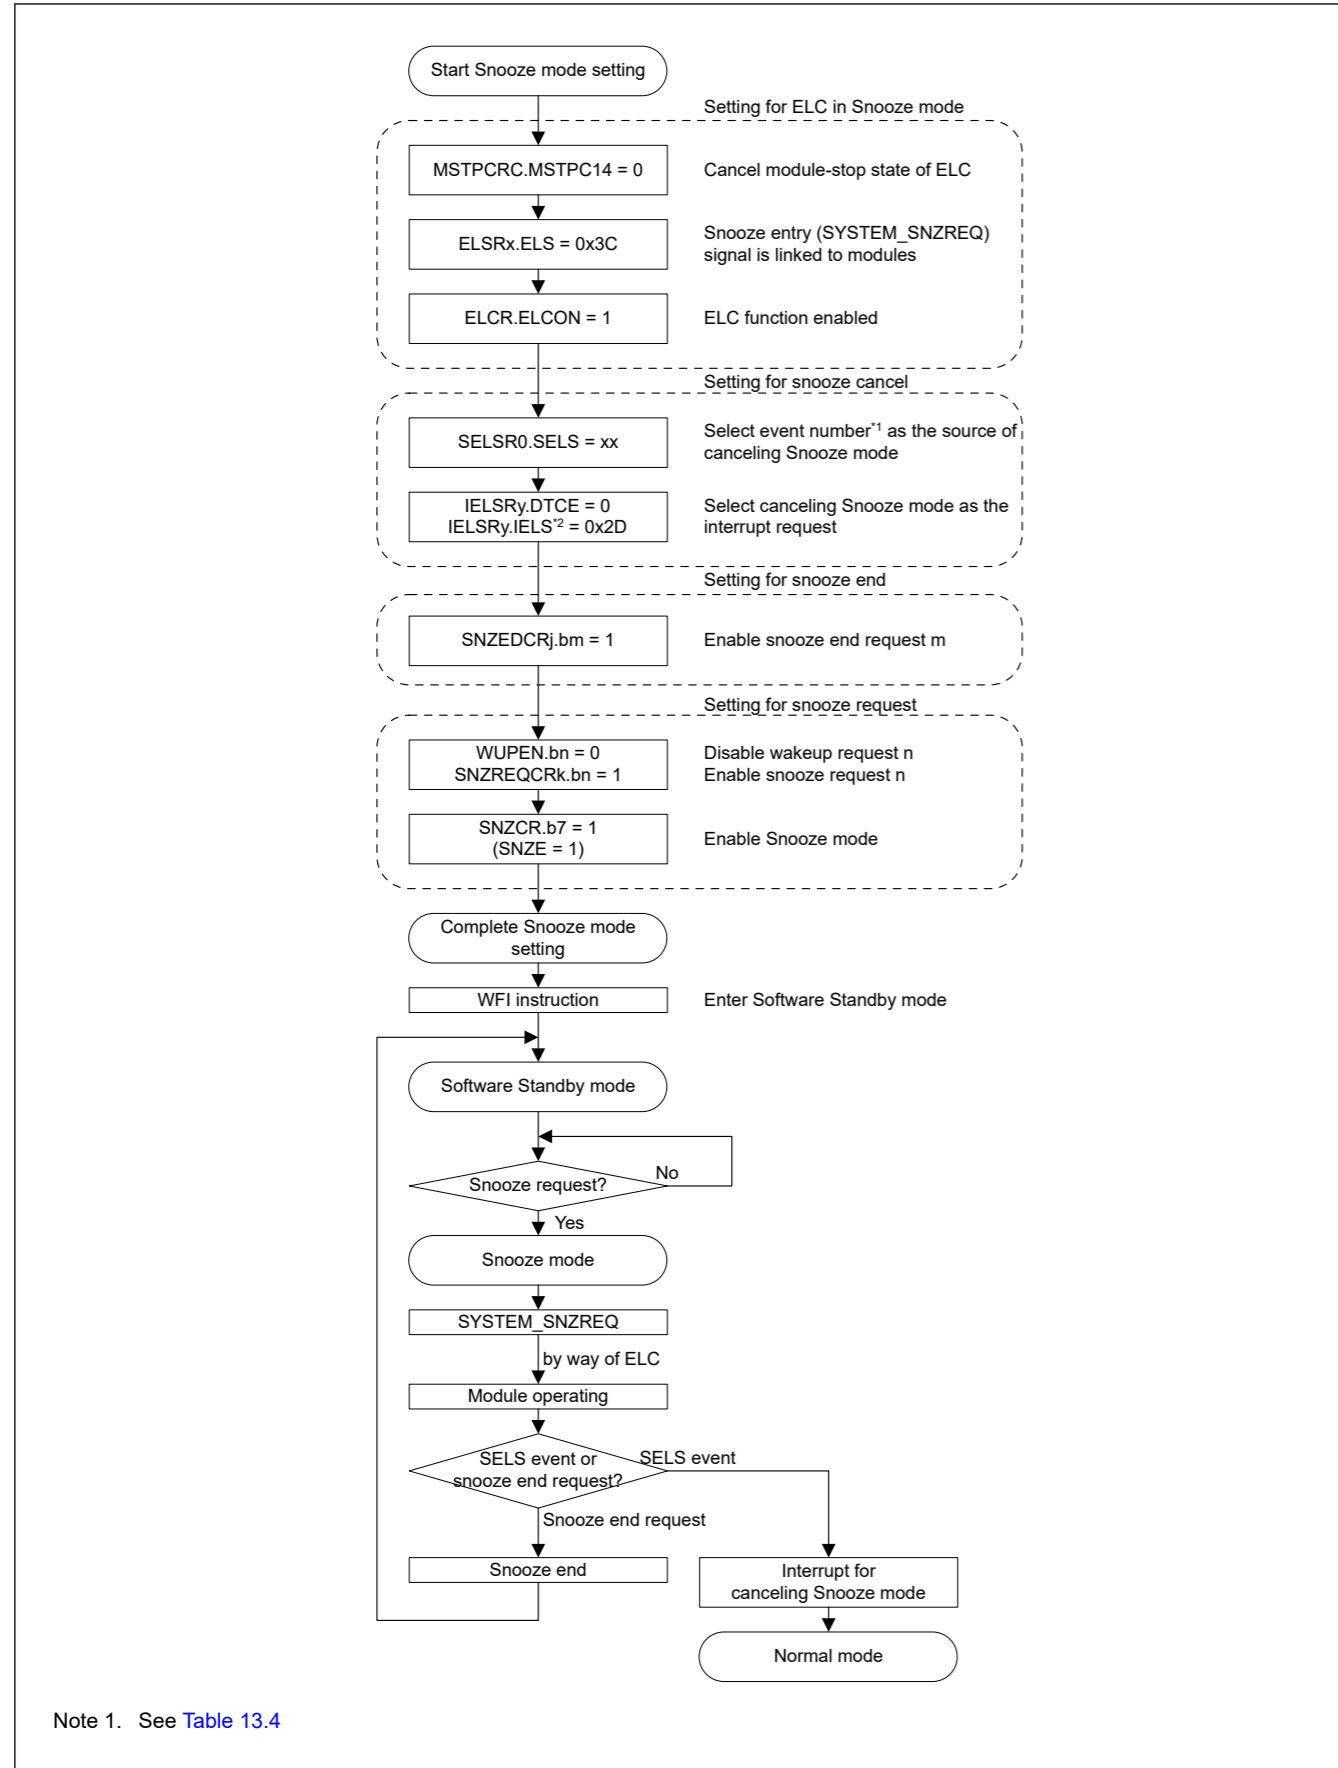 Start Snooze mode setting
Setting for ELC in Snooze mode
MSTPCRC.MSTPC14 = 0
Cancel module-stop state of ELC
ELSRx.ELS = 0x3C
Snooze entry (SYSTEM_SNZREQ)
signal is linked to modules
ELCR.ELCON = 1
ELC function enabled
Setting for snooze cancel
SELSR0.SELS = xx
Select event number*1 as the source of
canceling Snooze mode
IELSRy.DTCE = 0
IELSRy.IELS*2 = 0x2D
Select canceling Snooze mode as the
interrupt request
Setting for snooze end
SNZEDCRj.bm = 1
Enable snooze end request m
Setting for snooze request
WUPEN.bn = 0
SNZREQCRk.bn = 1
Disable wakeup request n
Enable snooze request n
SNZCR.b7 = 1
(SNZE = 1)
Enable Snooze mode
Complete Snooze mode
setting
WFI instruction
Enter Software Standby mode
Software Standby mode
Snooze request?
No
Yes
Snooze mode
SYSTEM_SNZREQ
by way of ELC
Module operating
SELS event or
snooze end request?
SELS event
Snooze end request
Snooze end
Interrupt for
canceling Snooze mode
Normal mode
Note 1. See Table 13.4